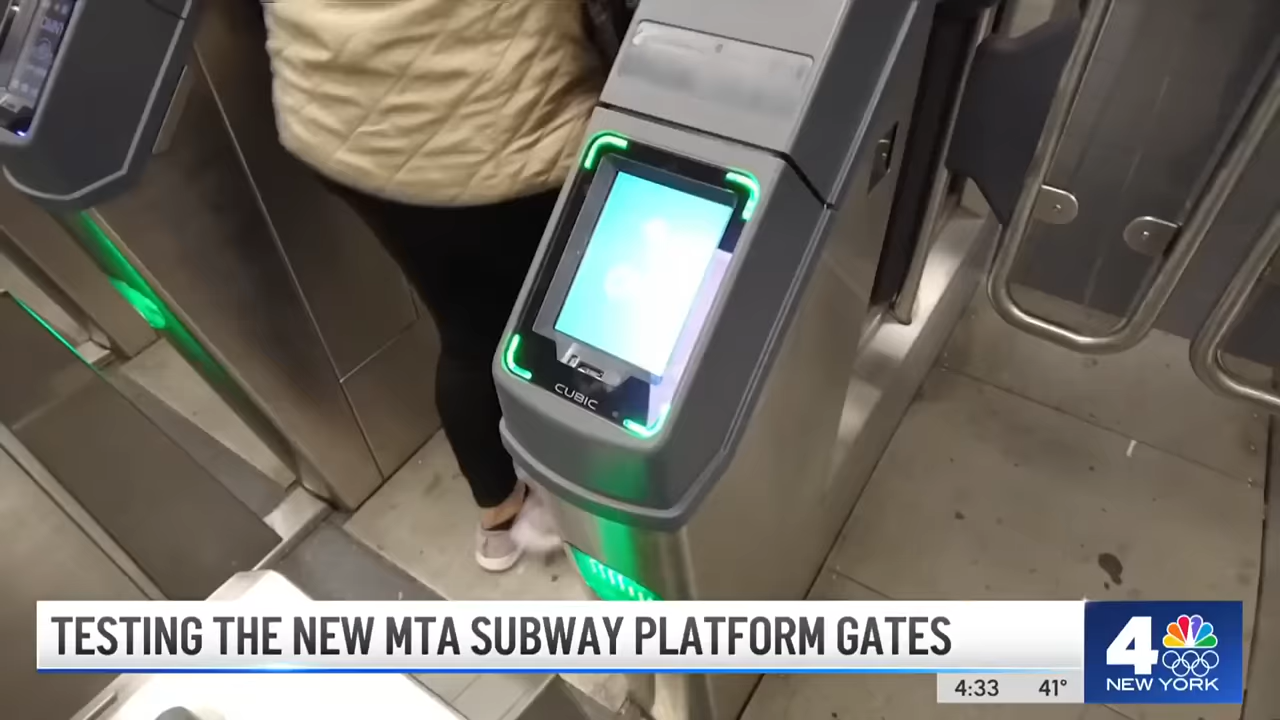 CUBIC
TESTING THE NEW MTA SUBWAY PLATFORM GATES
4
NEW YORK
4:33 41°